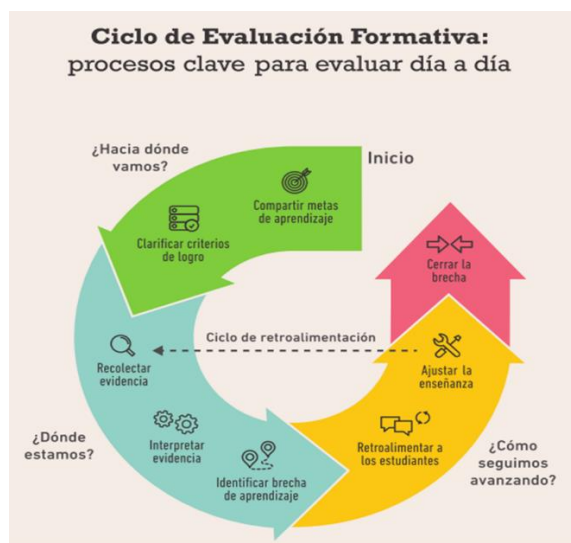 Ciclo de Evaluación Formativa:
procesos clave para evaluar día a día
¿Hacia dónde
vamos?
Inicio
Compartir metas
de aprendizaje
Clarificar criterios
de logro
Recolectar
evidencia
Ciclo de retroalimentación
¿Dónde
estamos?
Interpretar
evidencia
Identificar brecha
de aprendizaje
Retroalimentar a
los estudiantes
¿Cómo
seguimos
avanzando?
Ajustar la
enseñanza
Cerrar la
brecha